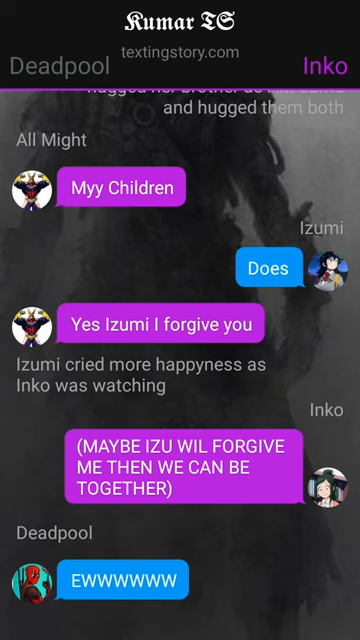 Kumar TS
textingstory.com
Deadpool
Inko
and hugged them both
All Might
Myy Children
Izumi
Does
Yes Izumi I forgive you
Izumi cried more happyness as
Inko was watching
Inko
(MAYBE IZU WIL FORGIVE
ME THEN WE CAN BE
TOGETHER)
Deadpool
EWWWWWW